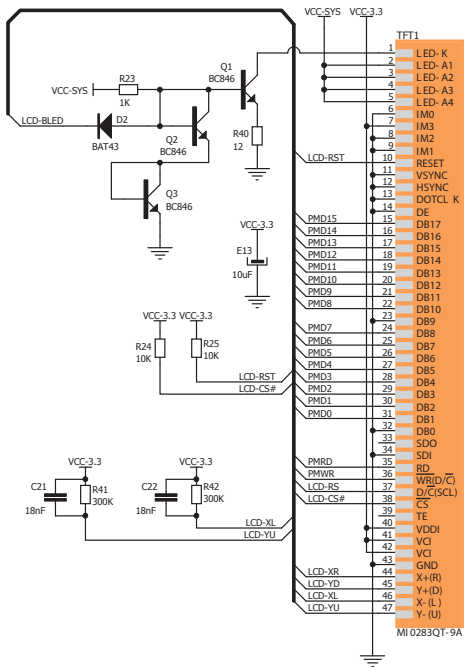 VCC-SYS
VCC-3.3
TFT1
Q1
BC846
R23
VCC-SYS
1K
LCD-BLED
D2
BAT43
Q2
BC846
R40
12
Q3
BC846
VCC-3.3
E13
10uF
VCC-3.3
VCC-3.3
R24
10K
R25
10K
LCD-RST
LCD-CS#
VCC-3.3
VCC-3.3
C21
18nF
R41
300K
C22
18nF
R42
300K
LCD-XL
LCD-YU
1 LED-K
2 LED-A1
3 LED-A2
4 LED-A3
5 LED-A4
6 IM0
7 IM3
8 IM2
9 IM1
LCD-RST 10 RESET
11 VSYNC
12 HSYNC
13 DOTCL K
14 DE
PMD15 15 DB17
PMD14 16 DB16
PMD13 17 DB15
PMD12 18 DB14
PMD11 19 DB13
PMD10 20 DB12
PMD9 21 DB11
PMD8 22 DB10
23 DB9
PMD7 24 DB8
PMD6 25 DB7
PMD5 26 DB6
PMD4 27 DB5
PMD3 28 DB4
PMD2 29 DB3
PMD1 30 DB2
PMD0 31 DB1
32 DB0
33 SDO
34 SDI
PMRD 35 RD
PMWR 36 WR(D/C)
LCD-RS 37 D/C(SCL)
LCD-CS# 38 CS
39 TE
40 VDDI
41 VCI
42 VCI
43 GND
LCD-XR 44 X+(R)
LCD-YD 45 Y+(D)
LCD-XL 46 X- (L )
LCD-YU 47 Y- (U)
MI0283QT-9A